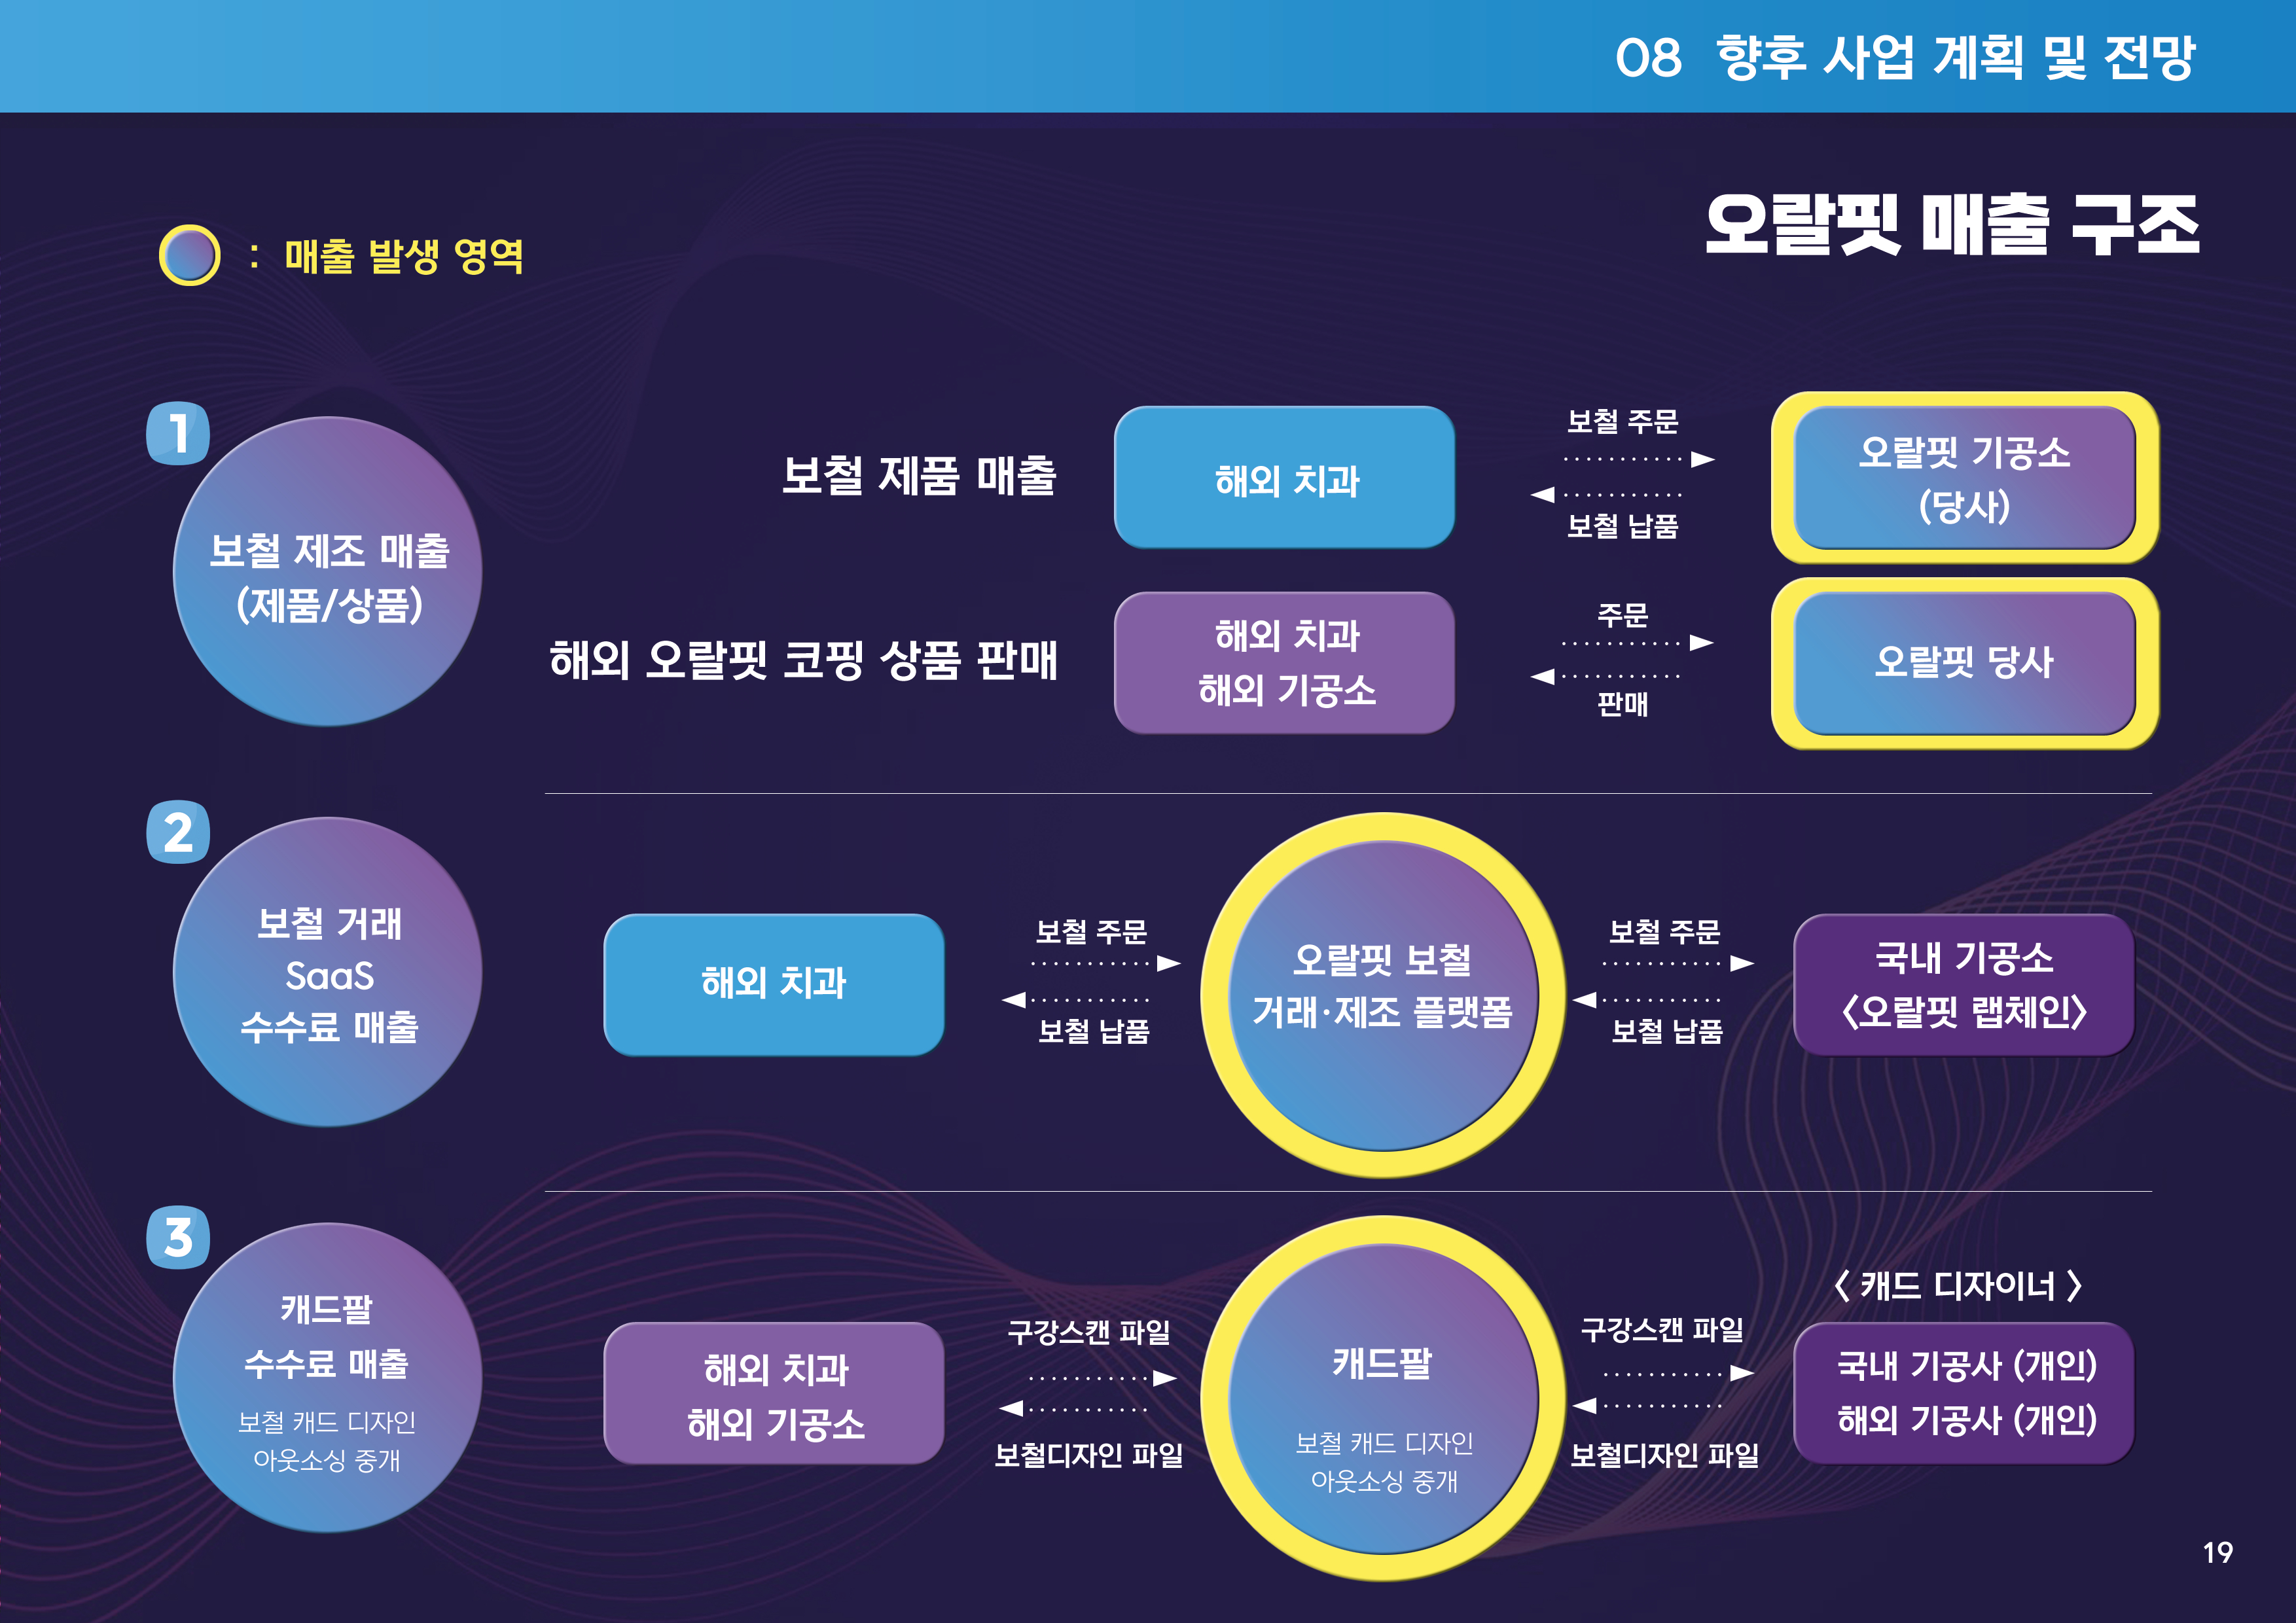 08 향후 사업 계획 및 전망
오랄핏 매출 구조
: 매출 발생 영역
1
보철 제조 매출
(제품/상품)
보철 제품 매출
해외 치과
보철 주문
보철 납품
오랄핏 기공소
(당사)
해외 오랄핏 코핑 상품 판매
해외 치과
해외 기공소
주문
판매
오랄핏 당사
2
보철 거래
SaaS
수수료 매출
해외 치과
보철 주문
보철 납품
오랄핏 보철
거래·제조 플랫폼
보철 주문
보철 납품
국내 기공소
<오랄핏 랩체인>
3
캐드팔
수수료 매출
보철 캐드 디자인
아웃소싱 중개
해외 치과
해외 기공소
구강스캔 파일
보철디자인 파일
캐드팔
보철 캐드 디자인
아웃소싱 중개
구강스캔 파일
보철디자인 파일
< 캐드 디자이너 >
국내 기공사 (개인)
해외 기공사 (개인)
19